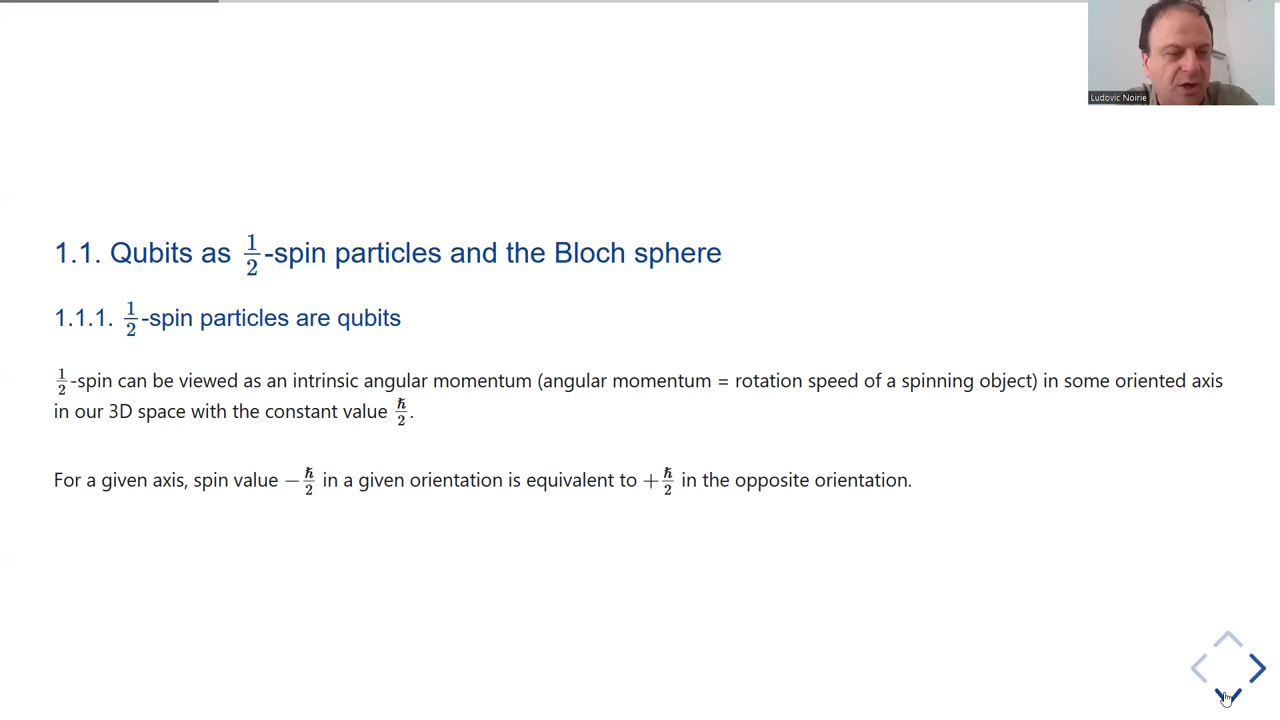 Ludovic Noirie
1.1. Qubits as 1/2-spin particles and the Bloch sphere
1.1.1. 1/2-spin particles are qubits
1/2-spin can be viewed as an intrinsic angular momentum (angular momentum = rotation speed of a spinning object) in some oriented axis
in our 3D space with the constant value ℏ/2.
For a given axis, spin value −ℏ/2 in a given orientation is equivalent to +ℏ/2 in the opposite orientation.